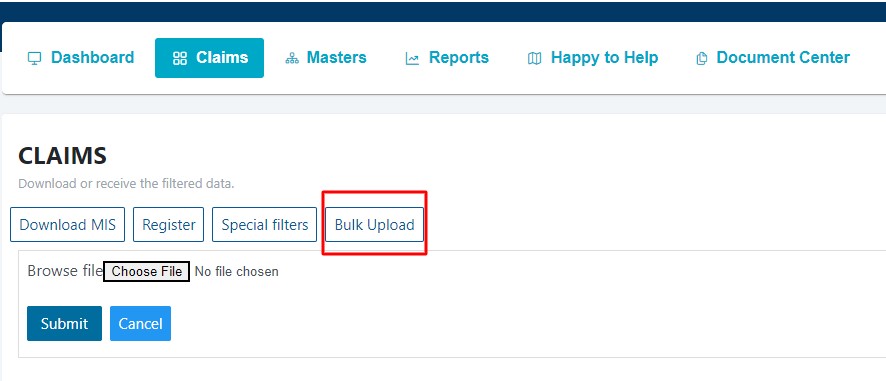 Dashboard Claims Masters Reports Happy to Help Document Center
CLAIMS
Download or receive the filtered data.
Download MIS Register Special filters Bulk Upload
Browse file Choose File No file chosen
Submit Cancel